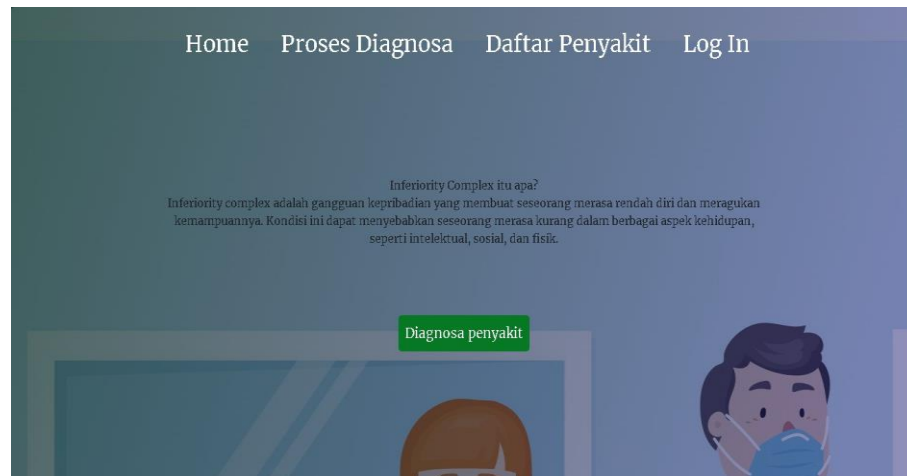 Home Proses Diagnosa Daftar Penyakit Log In
Inferiority Complex itu apa?
Inferiority complex adalah gangguan kepribadian yang membuat seseorang merasa rendah diri dan meragukan
kemampuannya. Kondisi ini dapat menyebabkan seseorang merasa kurang dalam berbagai aspek kehidupan,
seperti intelektual, sosial, dan fisik.
Diagnosa penyakit